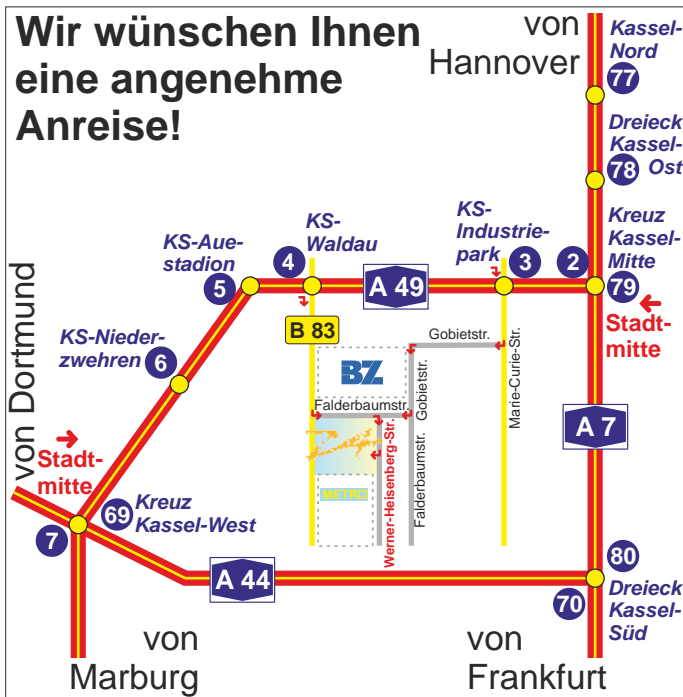 Wir wünschen Ihnen
eine angenehme
Anreise!
von
Hannover
Kassel-
Nord
77
Dreieck
Kassel-
Ost
78
KS-
Waldau
4
KS-
Industrie-
park
3
2
Kreuz
Kassel-
Mitte
79
KS-Aue-
stadion
5
A 49
Stadt-
mitte
B 83
Gobietstr.
Marie-Curie-Str.
BZ
Gobietstr.
von Dortmund
KS-Nieder-
zwehren
6
Falderbaumstr.
A 7
Stadt-
mitte
Werner-Heisenberg-Str.
Falderbaumstr.
METRO
69
Kreuz
Kassel-West
7
A 44
80
70
Dreieck
Kassel-
Süd
von
Marburg
von
Frankfurt